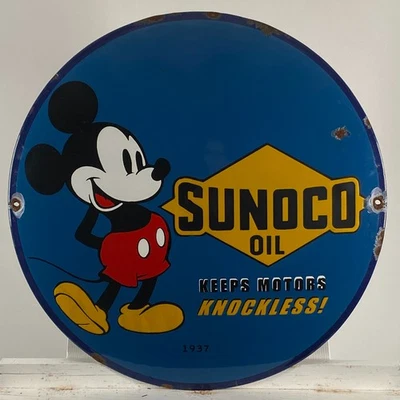 SUNOCO
OIL
KEEPS MOTORS
KNOCKLESS!
1937